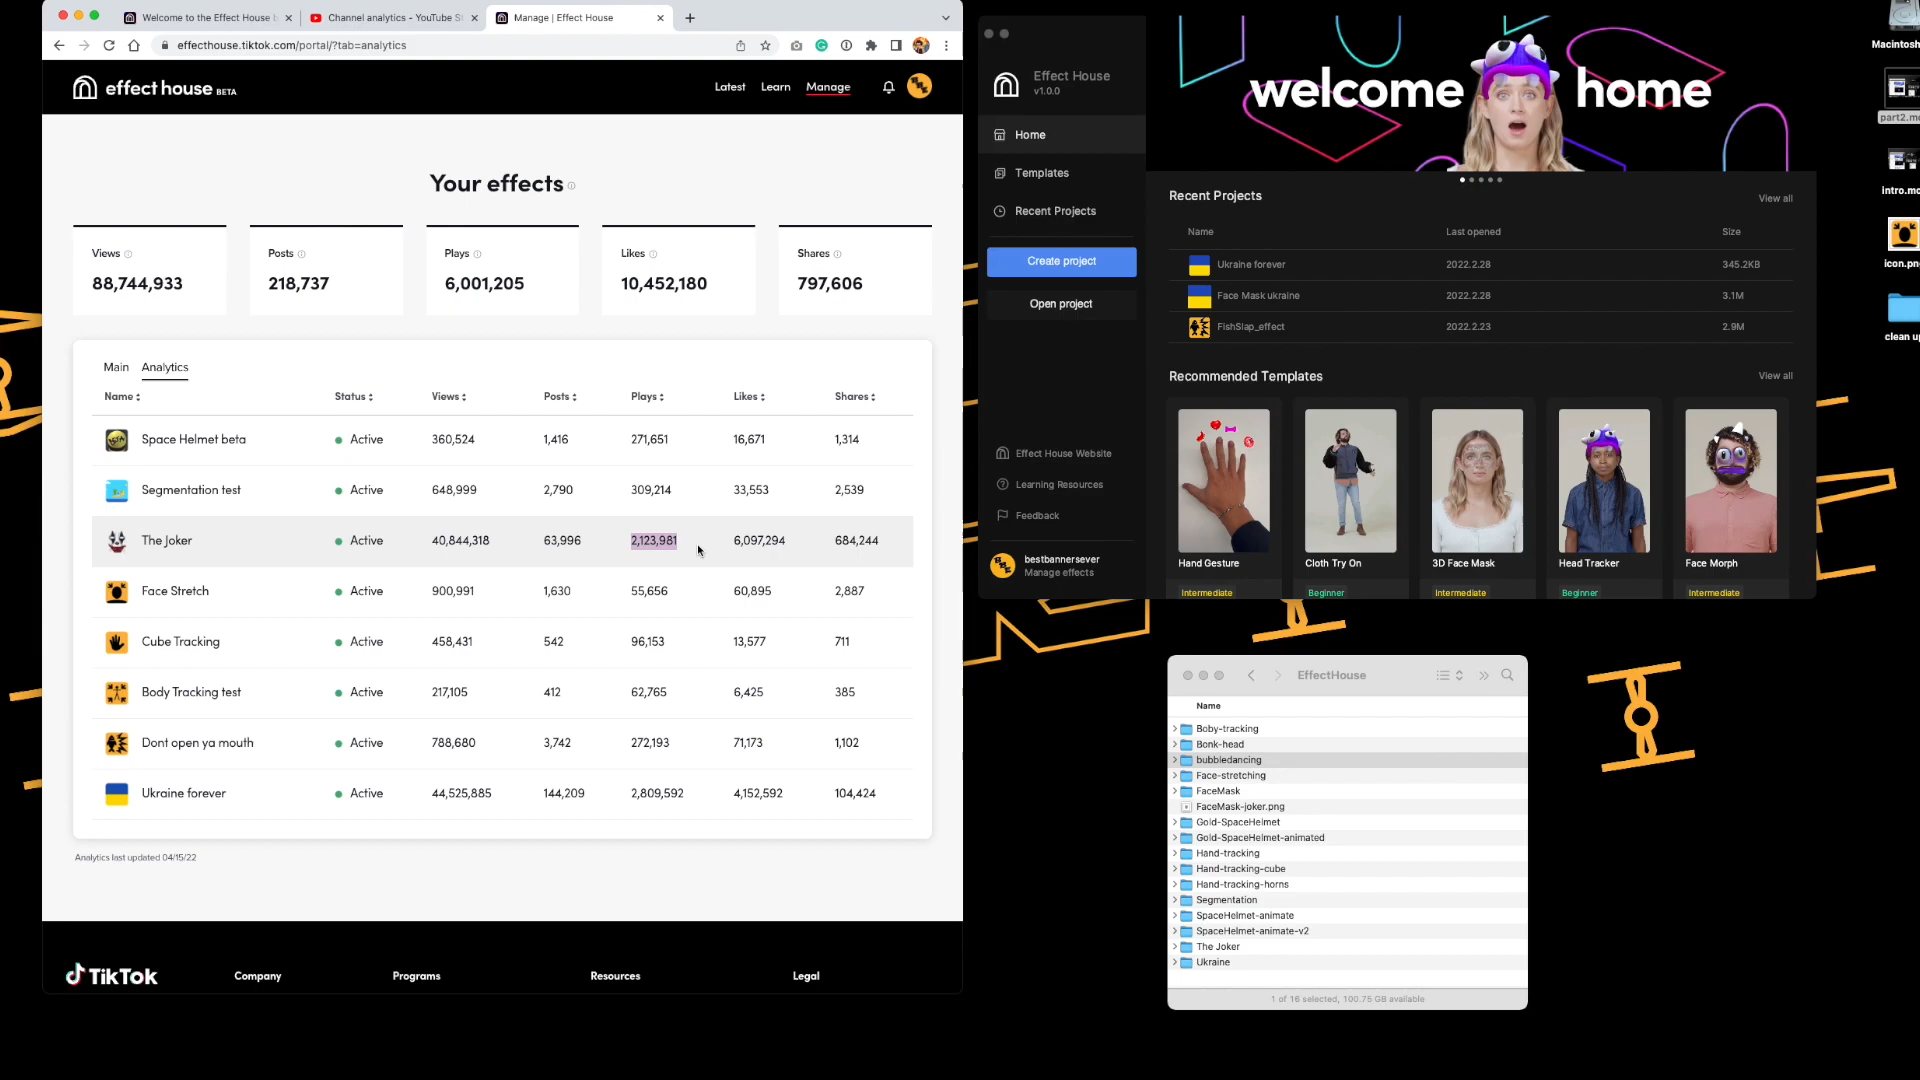 Welcome to the Effect House b
Channel analytics - YouTube S
Manage | Effect House
effecthouse.tiktok.com/portal/?tab=analytics
effect house BETA
Latest Learn Manage
Your effects
Views Posts Plays Likes Shares
88,744,933 218,737 6,001,205 10,452,180 797,606
Main Analytics
Name Status Views Posts Plays Likes Shares
Space Helmet beta Active 360,524 1,416 271,651 16,671 1,314
Segmentation test Active 648,999 2,790 309,214 33,553 2,539
The Joker Active 40,844,318 63,996 2,123,981 6,097,294 684,244
Face Stretch Active 900,991 1,630 55,656 60,895 2,887
Cube Tracking Active 458,431 542 96,153 13,577 711
Body Tracking test Active 217,105 412 62,765 6,425 385
Dont open ya mouth Active 788,680 3,742 272,193 71,173 1,102
Ukraine forever Active 44,525,885 144,209 2,809,592 4,152,592 104,424
Analytics last updated 04/15/22
TikTok Company Programs Resources Legal
Effect House
v1.0.0
Home
Templates
Recent Projects
Create project
Open project
Effect House Website
Learning Resources
Feedback
bestbannersever
Manage effects
welcome home
Recent Projects View all
Name Last opened Size
Ukraine forever 2022.2.28 345.2KB
Face Mask ukraine 2022.2.28 3.1M
FishSlap_effect 2022.2.23 2.9M
Recommended Templates View all
Hand Gesture Cloth Try On 3D Face Mask Head Tracker Face Morph
Intermediate Beginner Intermediate Beginner Intermediate
EffectHouse
Name
Boby-tracking
Bonk-head
bubbledancing
Face-stretching
FaceMask
FaceMask-joker.png
Gold-SpaceHelmet
Gold-SpaceHelmet-animated
Hand-tracking
Hand-tracking-cube
Hand-tracking-horns
Segmentation
SpaceHelmet-animate
SpaceHelmet-animate-v2
The Joker
Ukraine
1 of 16 selected, 100.75 GB available
Macintosh
part2.mo
intro.mo
icon.pn
clean up